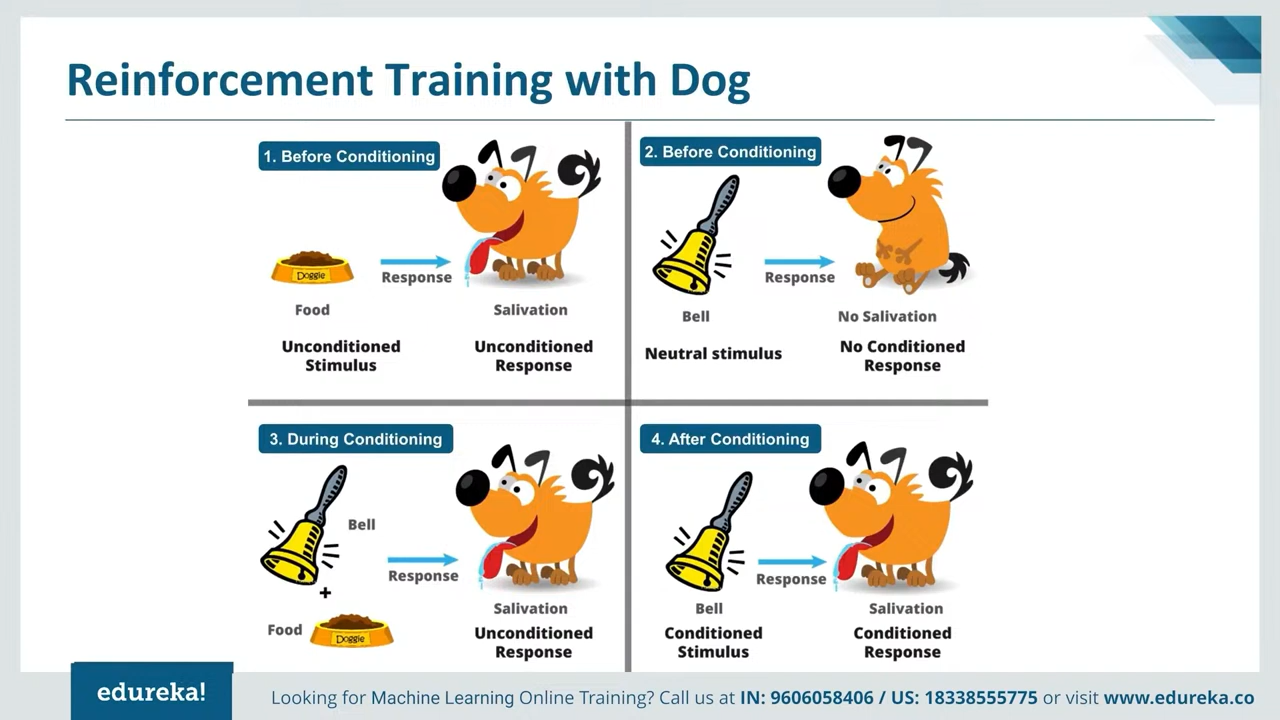 Reinforcement Training with Dog
1. Before Conditioning
Doggie
Response
Food
Salivation
Unconditioned
Stimulus
Unconditioned
Response
2. Before Conditioning
Response
Bell
No Salivation
Neutral stimulus
No Conditioned
Response
3. During Conditioning
Bell
Response
+
Food
Doggie
Salivation
Unconditioned
Response
4. After Conditioning
Response
Bell
Salivation
Conditioned
Stimulus
Conditioned
Response
edureka!
Looking for Machine Learning Online Training? Call us at IN: 9606058406 / US: 18338555775 or visit www.edureka.co